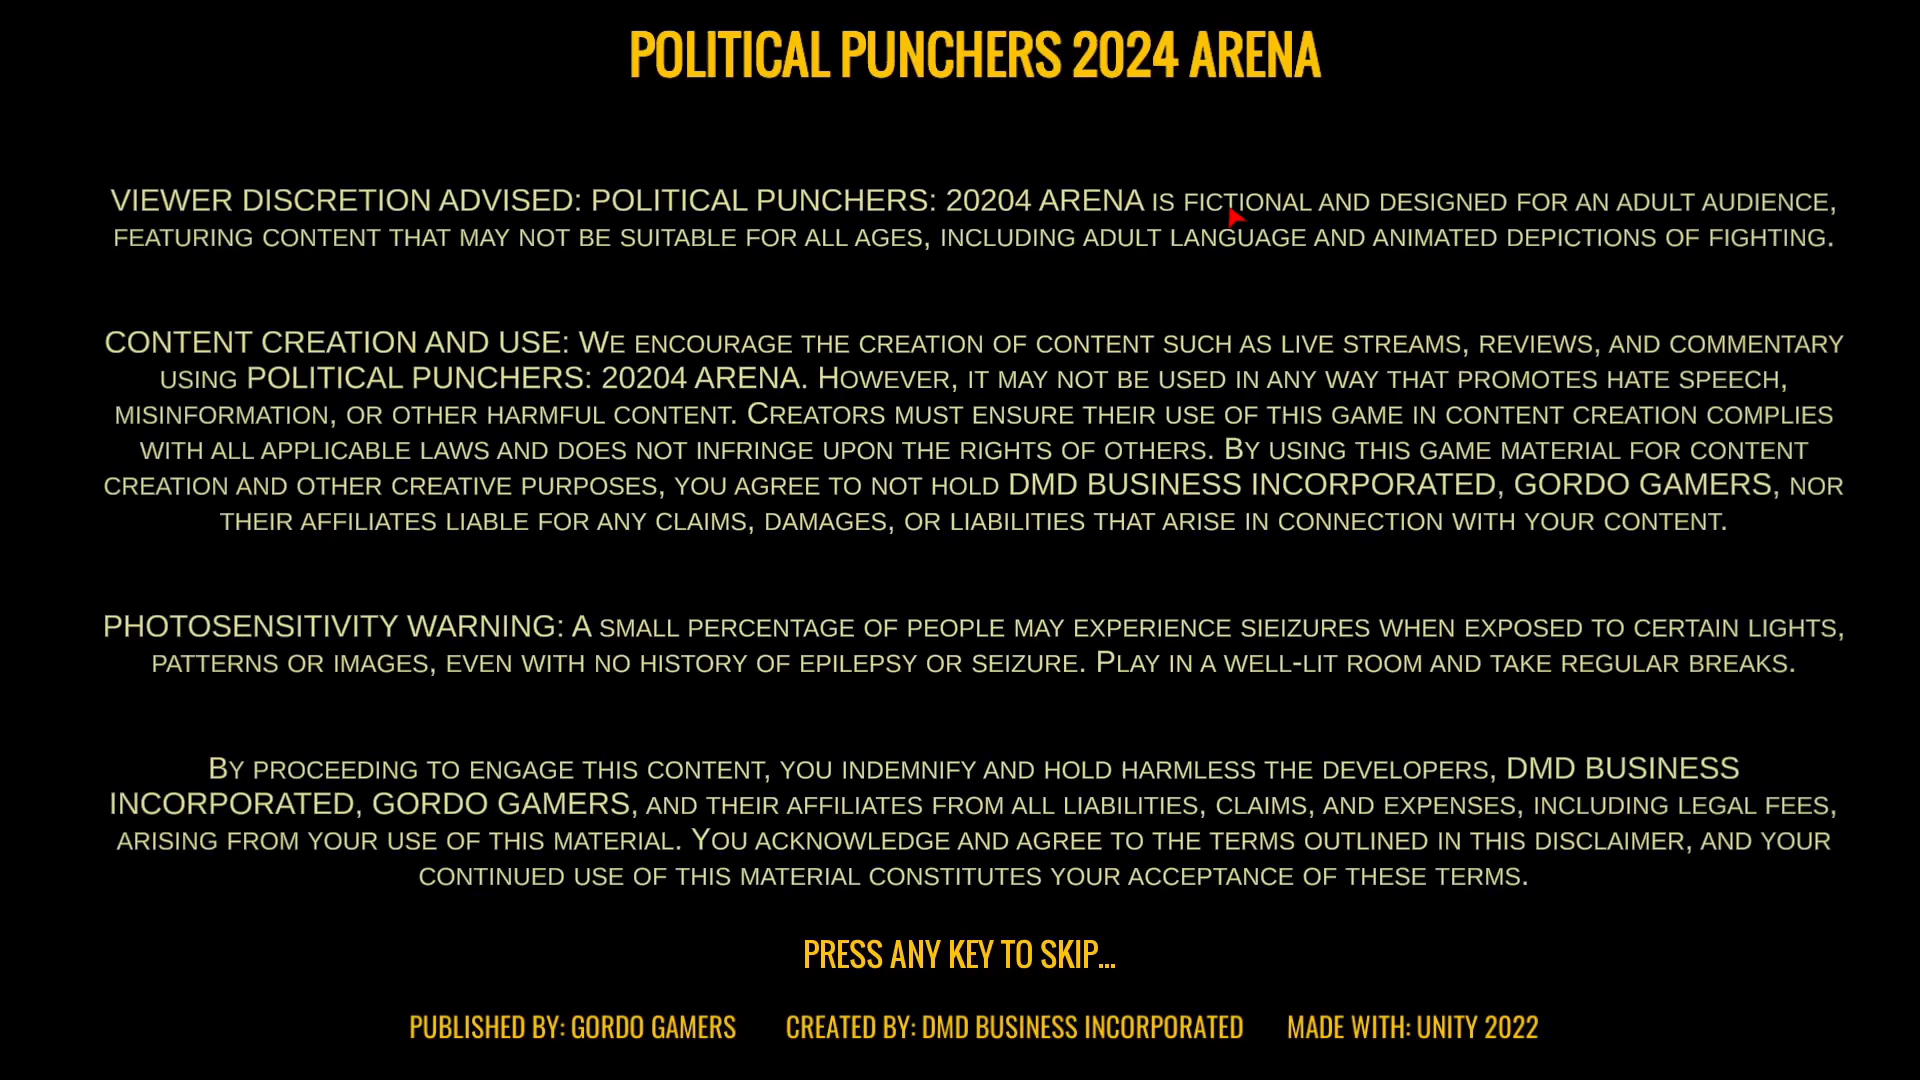 POLITICAL PUNCHERS 2024 ARENA
VIEWER DISCRETION ADVISED: POLITICAL PUNCHERS: 20204 ARENA IS FICTIONAL AND DESIGNED FOR AN ADULT AUDIENCE,
FEATURING CONTENT THAT MAY NOT BE SUITABLE FOR ALL AGES, INCLUDING ADULT LANGUAGE AND ANIMATED DEPICTIONS OF FIGHTING.
CONTENT CREATION AND USE: WE ENCOURAGE THE CREATION OF CONTENT SUCH AS LIVE STREAMS, REVIEWS, AND COMMENTARY
USING POLITICAL PUNCHERS: 20204 ARENA. HOWEVER, IT MAY NOT BE USED IN ANY WAY THAT PROMOTES HATE SPEECH,
MISINFORMATION, OR OTHER HARMFUL CONTENT. CREATORS MUST ENSURE THEIR USE OF THIS GAME IN CONTENT CREATION COMPLIES
WITH ALL APPLICABLE LAWS AND DOES NOT INFRINGE UPON THE RIGHTS OF OTHERS. BY USING THIS GAME MATERIAL FOR CONTENT
CREATION AND OTHER CREATIVE PURPOSES, YOU AGREE TO NOT HOLD DMD BUSINESS INCORPORATED, GORDO GAMERS, NOR
THEIR AFFILIATES LIABLE FOR ANY CLAIMS, DAMAGES, OR LIABILITIES THAT ARISE IN CONNECTION WITH YOUR CONTENT.
PHOTOSENSITIVITY WARNING: A SMALL PERCENTAGE OF PEOPLE MAY EXPERIENCE SIEIZURES WHEN EXPOSED TO CERTAIN LIGHTS,
PATTERNS OR IMAGES, EVEN WITH NO HISTORY OF EPILEPSY OR SEIZURE. PLAY IN A WELL-LIT ROOM AND TAKE REGULAR BREAKS.
BY PROCEEDING TO ENGAGE THIS CONTENT, YOU INDEMNIFY AND HOLD HARMLESS THE DEVELOPERS, DMD BUSINESS
INCORPORATED, GORDO GAMERS, AND THEIR AFFILIATES FROM ALL LIABILITIES, CLAIMS, AND EXPENSES, INCLUDING LEGAL FEES,
ARISING FROM YOUR USE OF THIS MATERIAL. YOU ACKNOWLEDGE AND AGREE TO THE TERMS OUTLINED IN THIS DISCLAIMER, AND YOUR
CONTINUED USE OF THIS MATERIAL CONSTITUTES YOUR ACCEPTANCE OF THESE TERMS.
PRESS ANY KEY TO SKIP...
PUBLISHED BY: GORDO GAMERS CREATED BY: DMD BUSINESS INCORPORATED MADE WITH: UNITY 2022